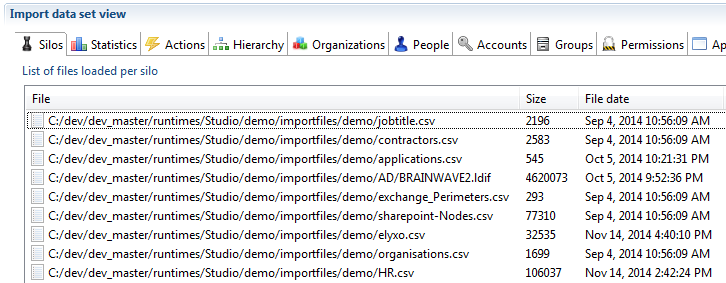 Import data set view
Silos Statistics Actions Hierarchy Organizations People Accounts Groups Permissions Ap
List of files loaded per silo
File Size File date
C:/dev/dev_master/runtimes/Studio/demo/importfiles/demo/jobtitle.csv 2196 Sep 4, 2014 10:56:09 AM
C:/dev/dev_master/runtimes/Studio/demo/importfiles/demo/contractors.csv 2583 Sep 4, 2014 10:56:09 AM
C:/dev/dev_master/runtimes/Studio/demo/importfiles/demo/applications.csv 545 Oct 5, 2014 10:21:31 PM
C:/dev/dev_master/runtimes/Studio/demo/importfiles/demo/AD/BRAINWAVE2.ldif 4620073 Oct 5, 2014 9:52:36 PM
C:/dev/dev_master/runtimes/Studio/demo/importfiles/demo/exchange_Perimeters.csv 293 Sep 4, 2014 10:56:09 AM
C:/dev/dev_master/runtimes/Studio/demo/importfiles/demo/sharepoint-Nodes.csv 77310 Sep 4, 2014 10:56:09 AM
C:/dev/dev_master/runtimes/Studio/demo/importfiles/demo/elyxo.csv 32535 Nov 14, 2014 4:40:10 PM
C:/dev/dev_master/runtimes/Studio/demo/importfiles/demo/organisations.csv 1699 Sep 4, 2014 10:56:09 AM
C:/dev/dev_master/runtimes/Studio/demo/importfiles/demo/HR.csv 106037 Nov 14, 2014 2:42:24 PM